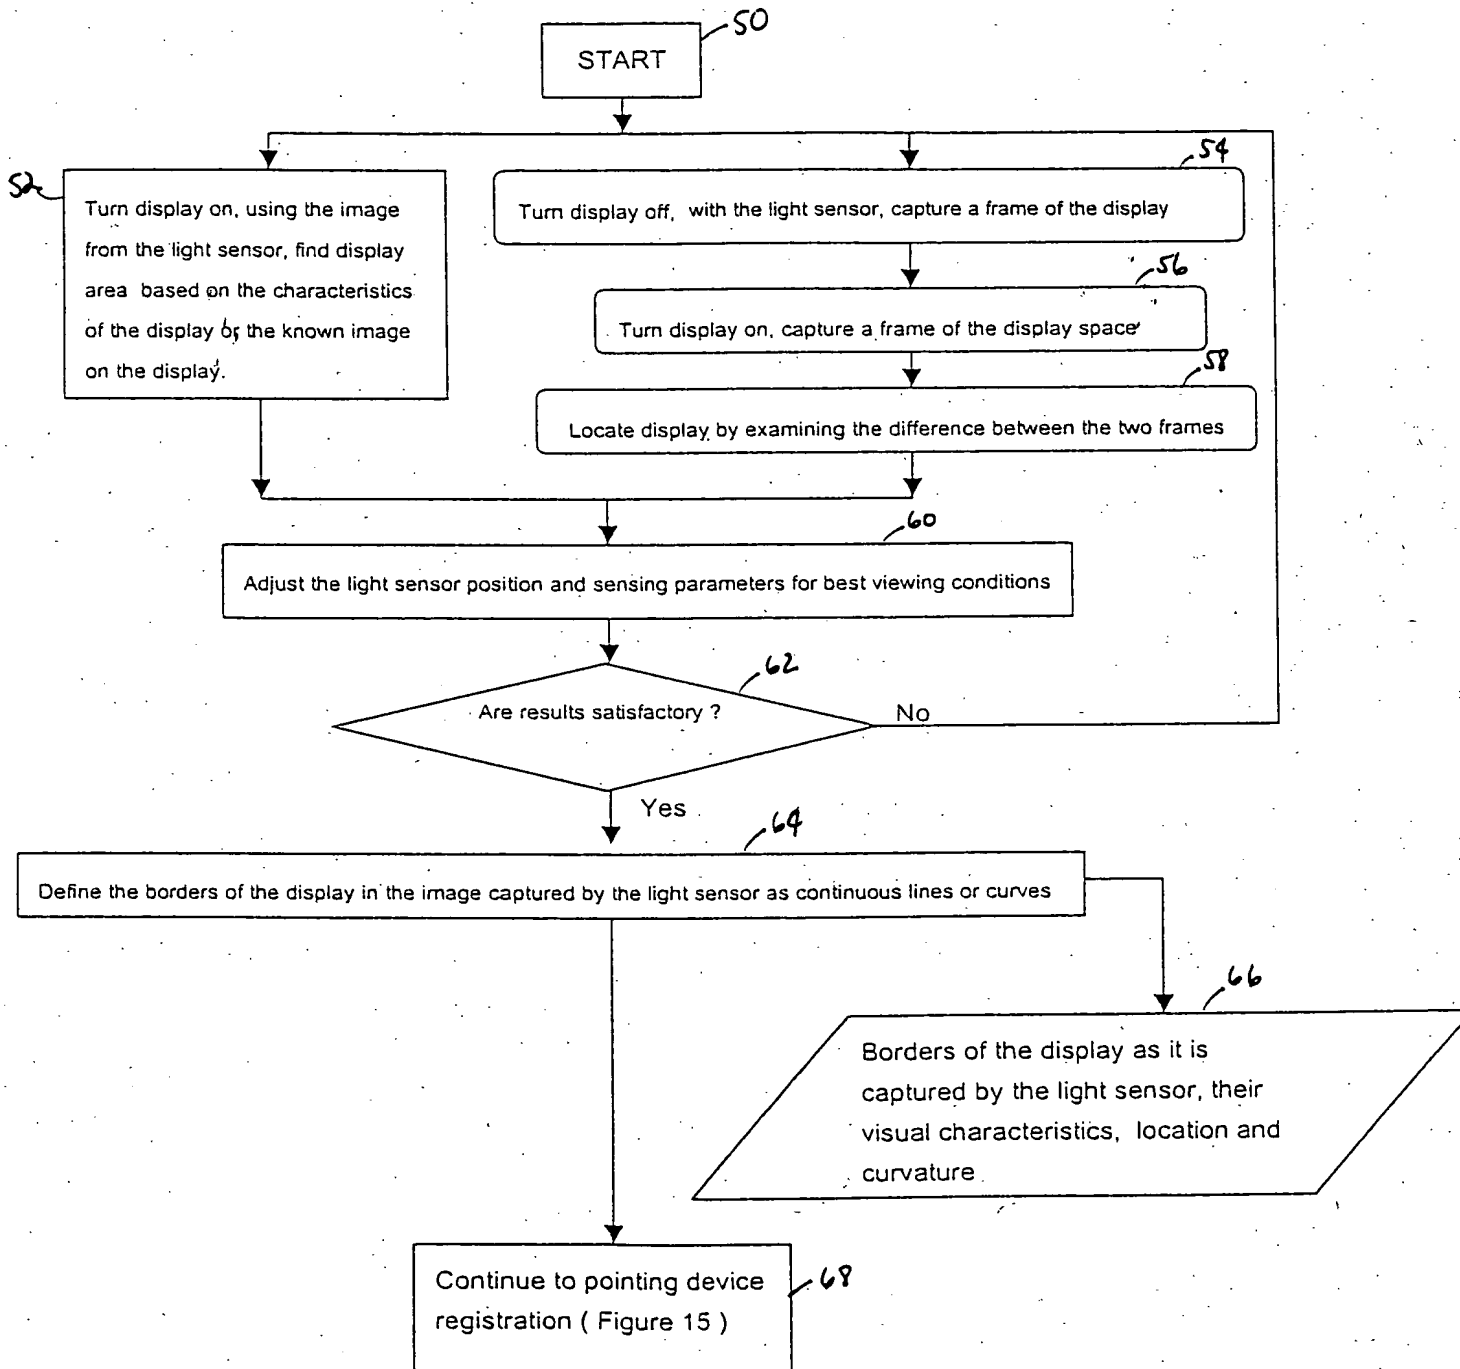 50
START
52
Turn display on, using the image
from the light sensor, find display
area based on the characteristics
of the display or the known image
on the display.
54
Turn display off, with the light sensor, capture a frame of the display
56
Turn display on, capture a frame of the display space
58
Locate display by examining the difference between the two frames
60
Adjust the light sensor position and sensing parameters for best viewing conditions
62
Are results satisfactory ?
No
Yes
64
Define the borders of the display in the image captured by the light sensor as continuous lines or curves
66
Borders of the display as it is
captured by the light sensor, their
visual characteristics, location and
curvature
Continue to pointing device
registration ( Figure 15 )
68